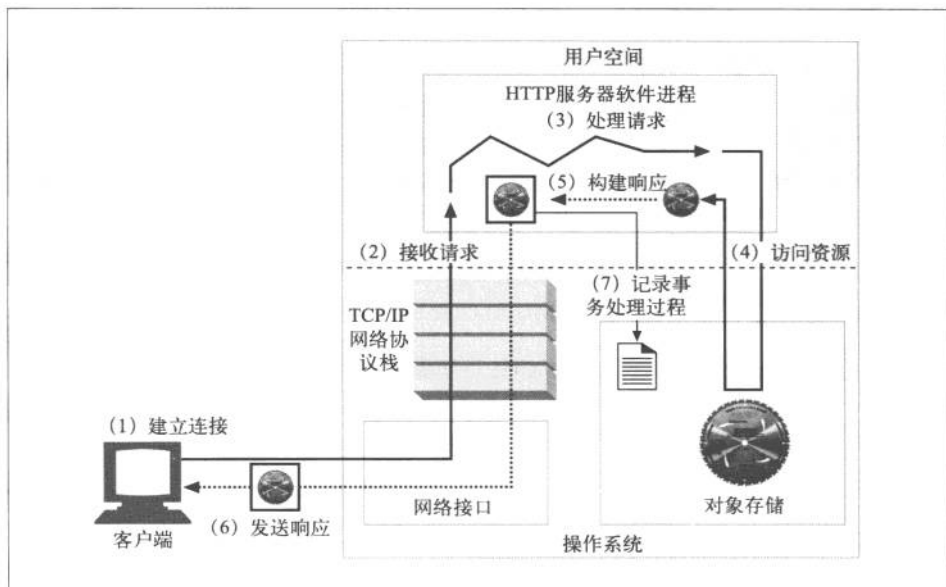 用户空间
HTTP服务器软件进程
（3）处理请求
（5）构建响应
（2）接收请求
（4）访问资源
（7）记录事
务处理过程
TCP/IP
网络协
议栈
（1）建立连接
（6）发送响应
客户端
网络接口
对象存储
操作系统